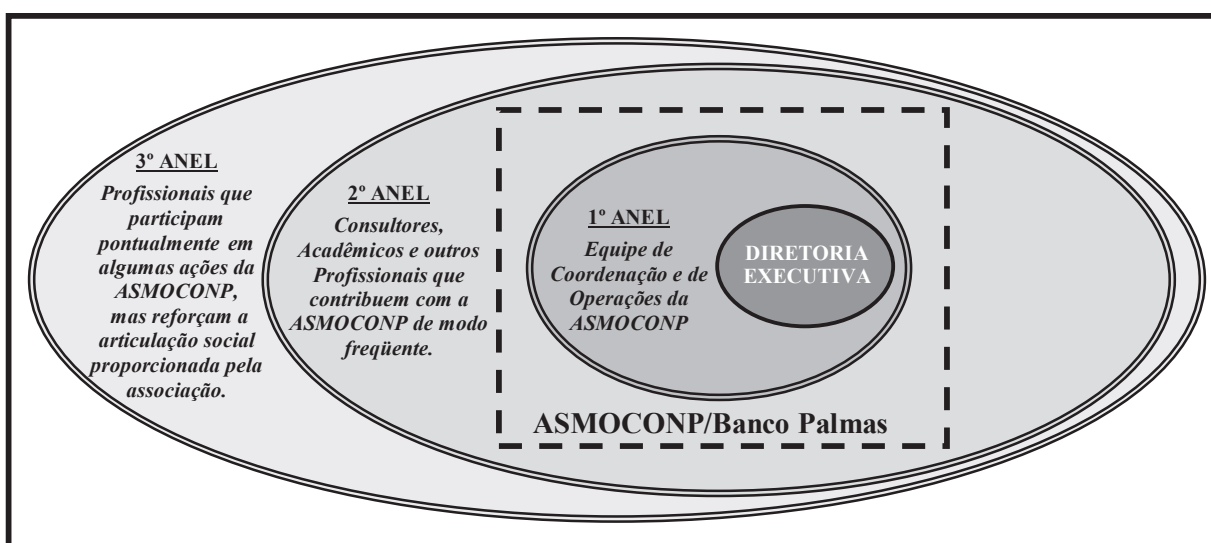 3º ANEL
Profissionais que
participam
pontualmente em
algumas ações da
ASMOCONP,
mas reforçam a
articulação social
proporcionada pela
associação.
2º ANEL
Consultores,
Acadêmicos e outros
Profissionais que
contribuem com a
ASMOCONP de modo
freqüente.
1º ANEL
Equipe de
Coordenação e de
Operações da
ASMOCONP
DIRETORIA
EXECUTIVA
ASMOCONP/Banco Palmas